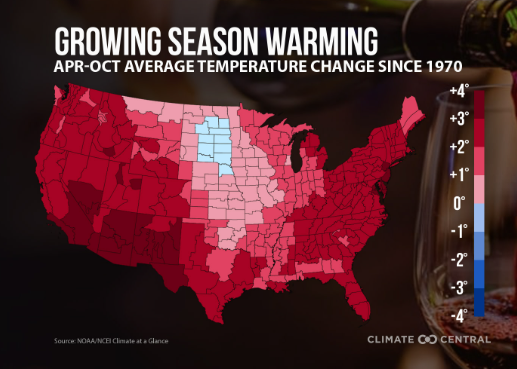 GROWING SEASON WARMING
APR-OCT AVERAGE TEMPERATURE CHANGE SINCE 1970
+4°
+3°
+2°
+1°
0°
-1°
-2°
-3°
-4°
Source: NOAA/NCEI Climate at a Glance
CLIMATE CENTRAL